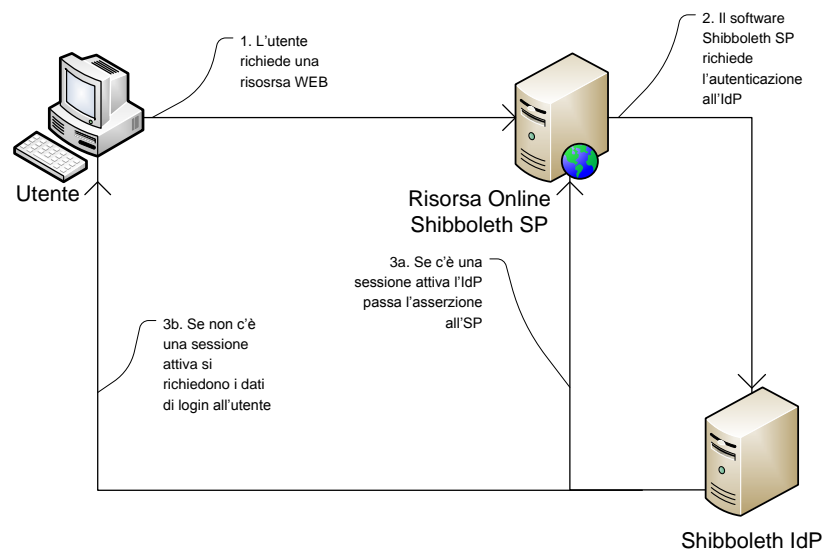 1. L'utente
richiede una
risosrsa WEB
2. Il software
Shibboleth SP
richiede
l'autenticazione
all'IdP
Utente
Risorsa Online
Shibboleth SP
3a. Se c'è una
sessione attiva l'IdP
passa l'asserzione
all'SP
3b. Se non c'è
una sessione
attiva si
richiedono i dati
di login all'utente
Shibboleth IdP